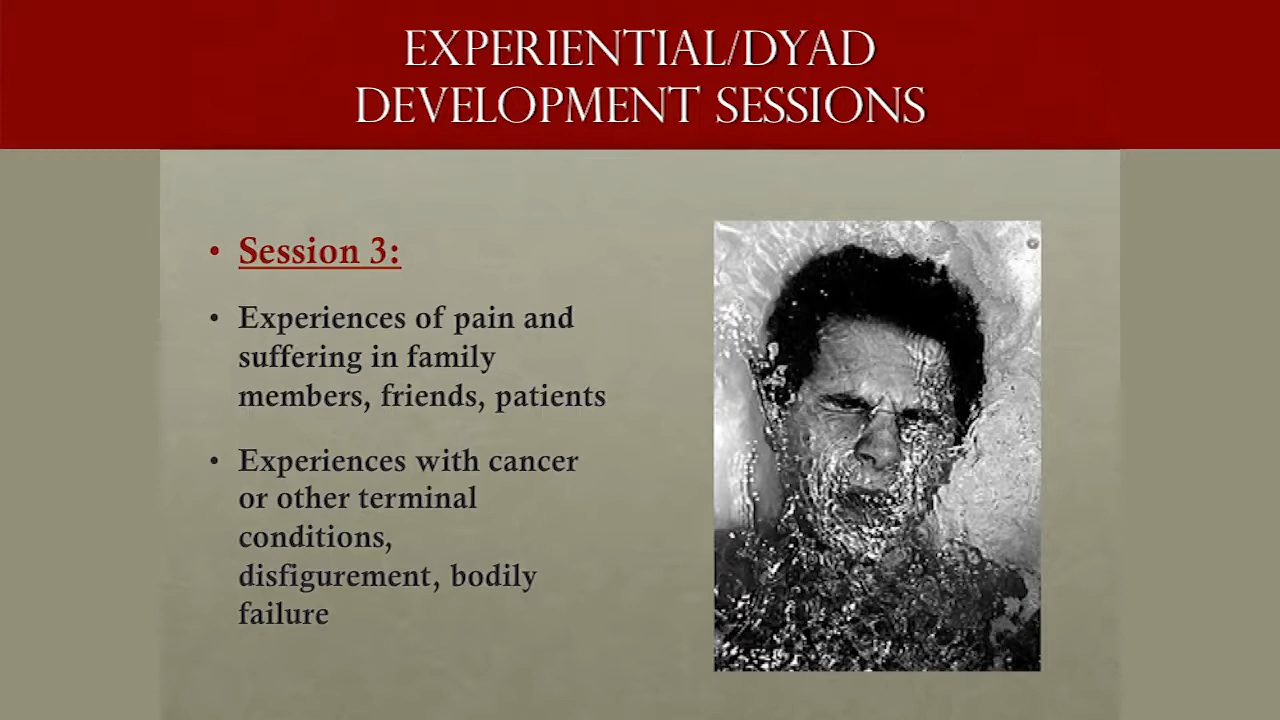 EXPERIENTIAL/DYAD
DEVELOPMENT SESSIONS
• Session 3:
• Experiences of pain and
suffering in family
members, friends, patients
• Experiences with cancer
or other terminal
conditions,
disfigurement, bodily
failure